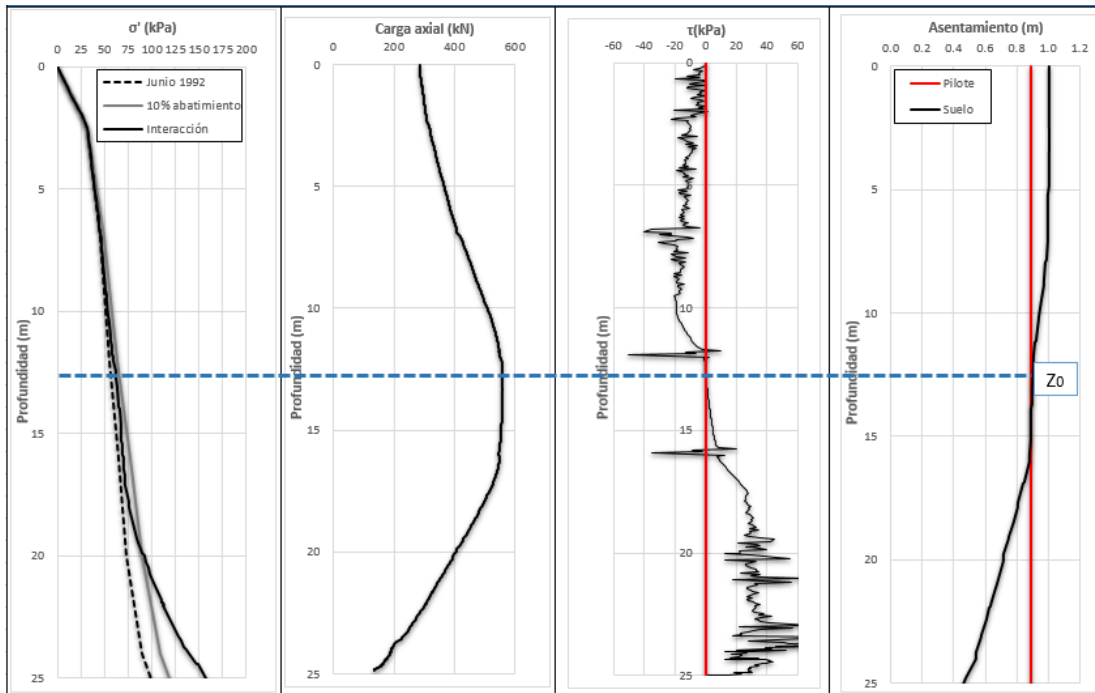 σ' (kPa)
0 25 50 75 100 125 150 175 200
0
5
10
15
20
25
Profundidad (m)
Junio 1992
10% abatimiento
Interacción
Carga axial (kN)
0 200 400 600
0
5
10
15
20
25
Profundidad (m)
τ(kPa)
-60 -40 -20 0 20 40 60
0
10
15
20
25
Profundidad (m)
Asentamiento (m)
0.0 0.2 0.4 0.6 0.8 1.0 1.2
0
5
10
15
20
25
Profundidad (m)
Pilote
Suelo
Z0